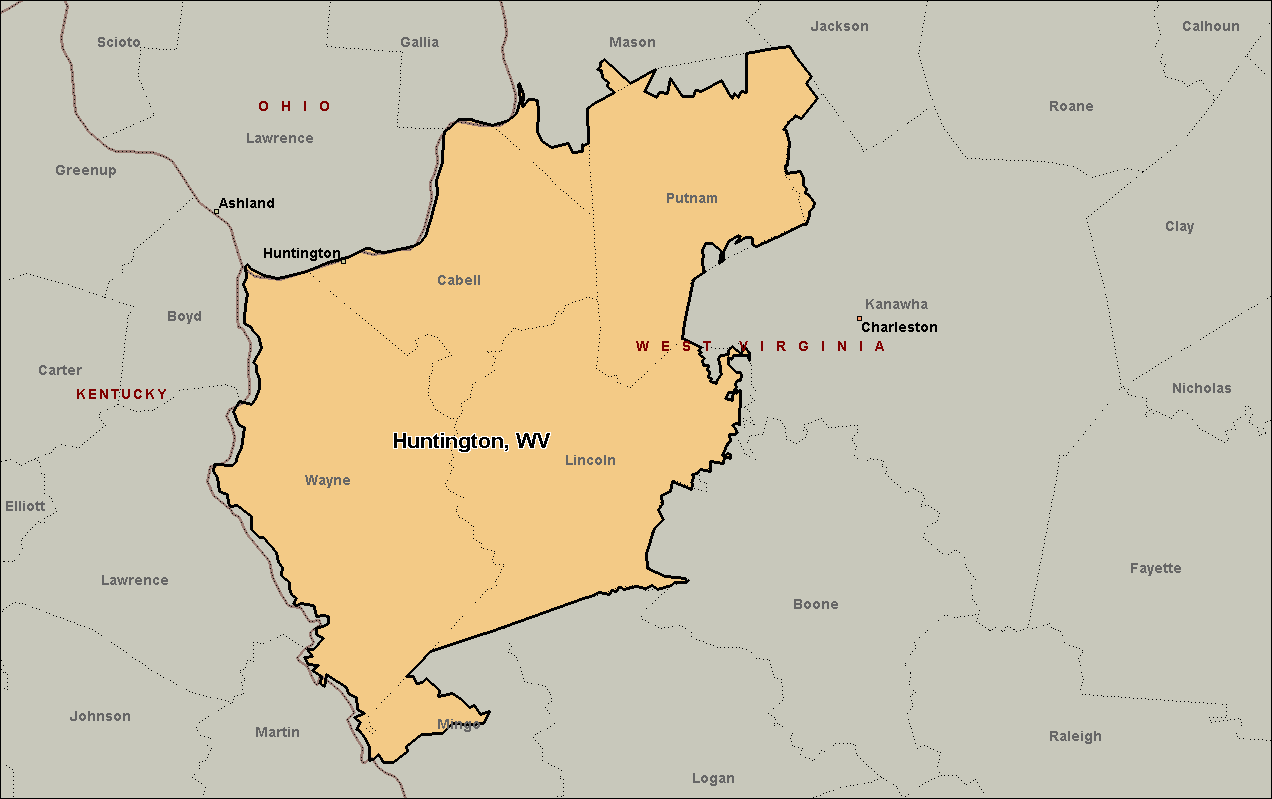 Jackson
Calhoun
Scioto
Gallia
Mason
OHIO
Roane
Lawrence
Greenup
Ashland
Putnam
Clay
Huntington
Cabell
Kanawha
Boyd
Charleston
WEST VIRGINIA
Carter
KENTUCKY
Nicholas
Huntington, WV
Lincoln
Wayne
Elliott
Fayette
Lawrence
Boone
Johnson
Mingo
Martin
Raleigh
Logan